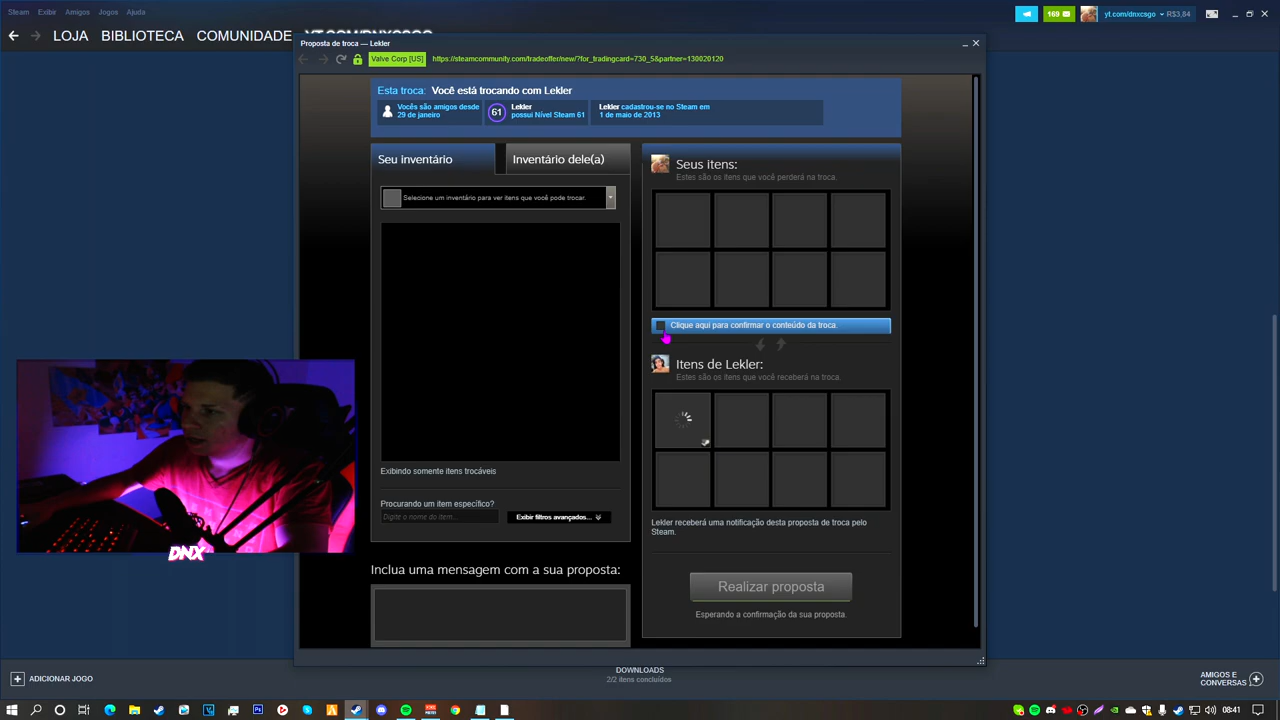 Steam Exibir Amigos Jogos Ajuda
169 yt.com/dnxcsgo R$3,84
LOJA BIBLIOTECA COMUNIDADE
Proposta de troca — Lekler
Valve Corp [US] https://steamcommunity.com/tradeoffer/new/?for_tradingcard=730_5&partner=130020120
Esta troca: Você está trocando com Lekler
Vocês são amigos desde
29 de janeiro
61
Lekler
possui Nível Steam 61
Lekler cadastrou-se no Steam em
1 de maio de 2013
Seu inventário
Inventário dele(a)
Selecione um inventário para ver itens que você pode trocar.
Exibindo somente itens trocáveis
Procurando um item específico?
Digite o nome do item...
Exibir filtros avançados...
Inclua uma mensagem com a sua proposta:
Seus itens:
Estes são os itens que você perderá na troca.
Clique aqui para confirmar o conteúdo da troca.
Itens de Lekler:
Estes são os itens que você receberá na troca.
Lekler receberá uma notificação desta proposta de troca pelo
Steam.
Realizar proposta
Esperando a confirmação da sua proposta.
DNX
ADICIONAR JOGO
DOWNLOADS
2/2 itens concluídos
AMIGOS E
CONVERSAS
08:41